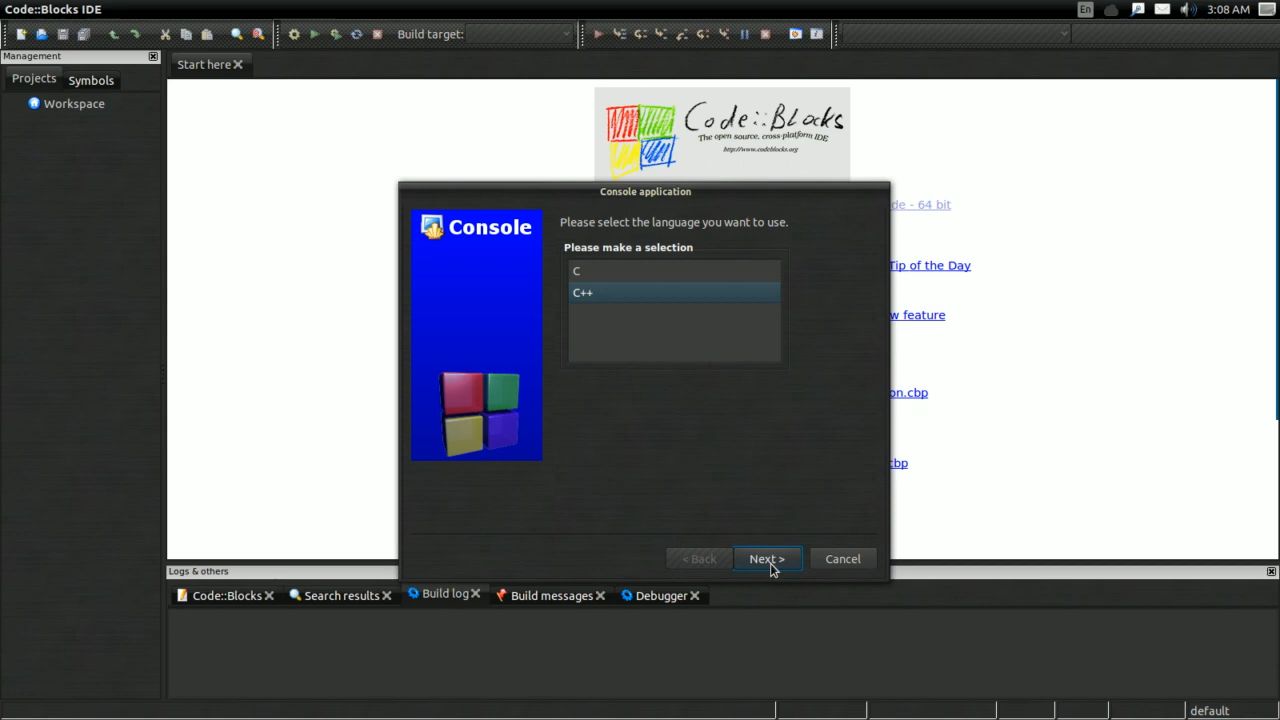 Code::Blocks IDE
En
3:08 AM
Build target:
Management
Projects
Symbols
Workspace
Start here
Code::Blocks
The open source, cross-platform IDE
http://www.codeblocks.org
de - 64 bit
Tip of the Day
w feature
on.cbp
cbp
Console application
Console
Please select the language you want to use.
Please make a selection
C
C++
< Back
Next >
Cancel
Logs & others
Code::Blocks
Search results
Build log
Build messages
Debugger
default